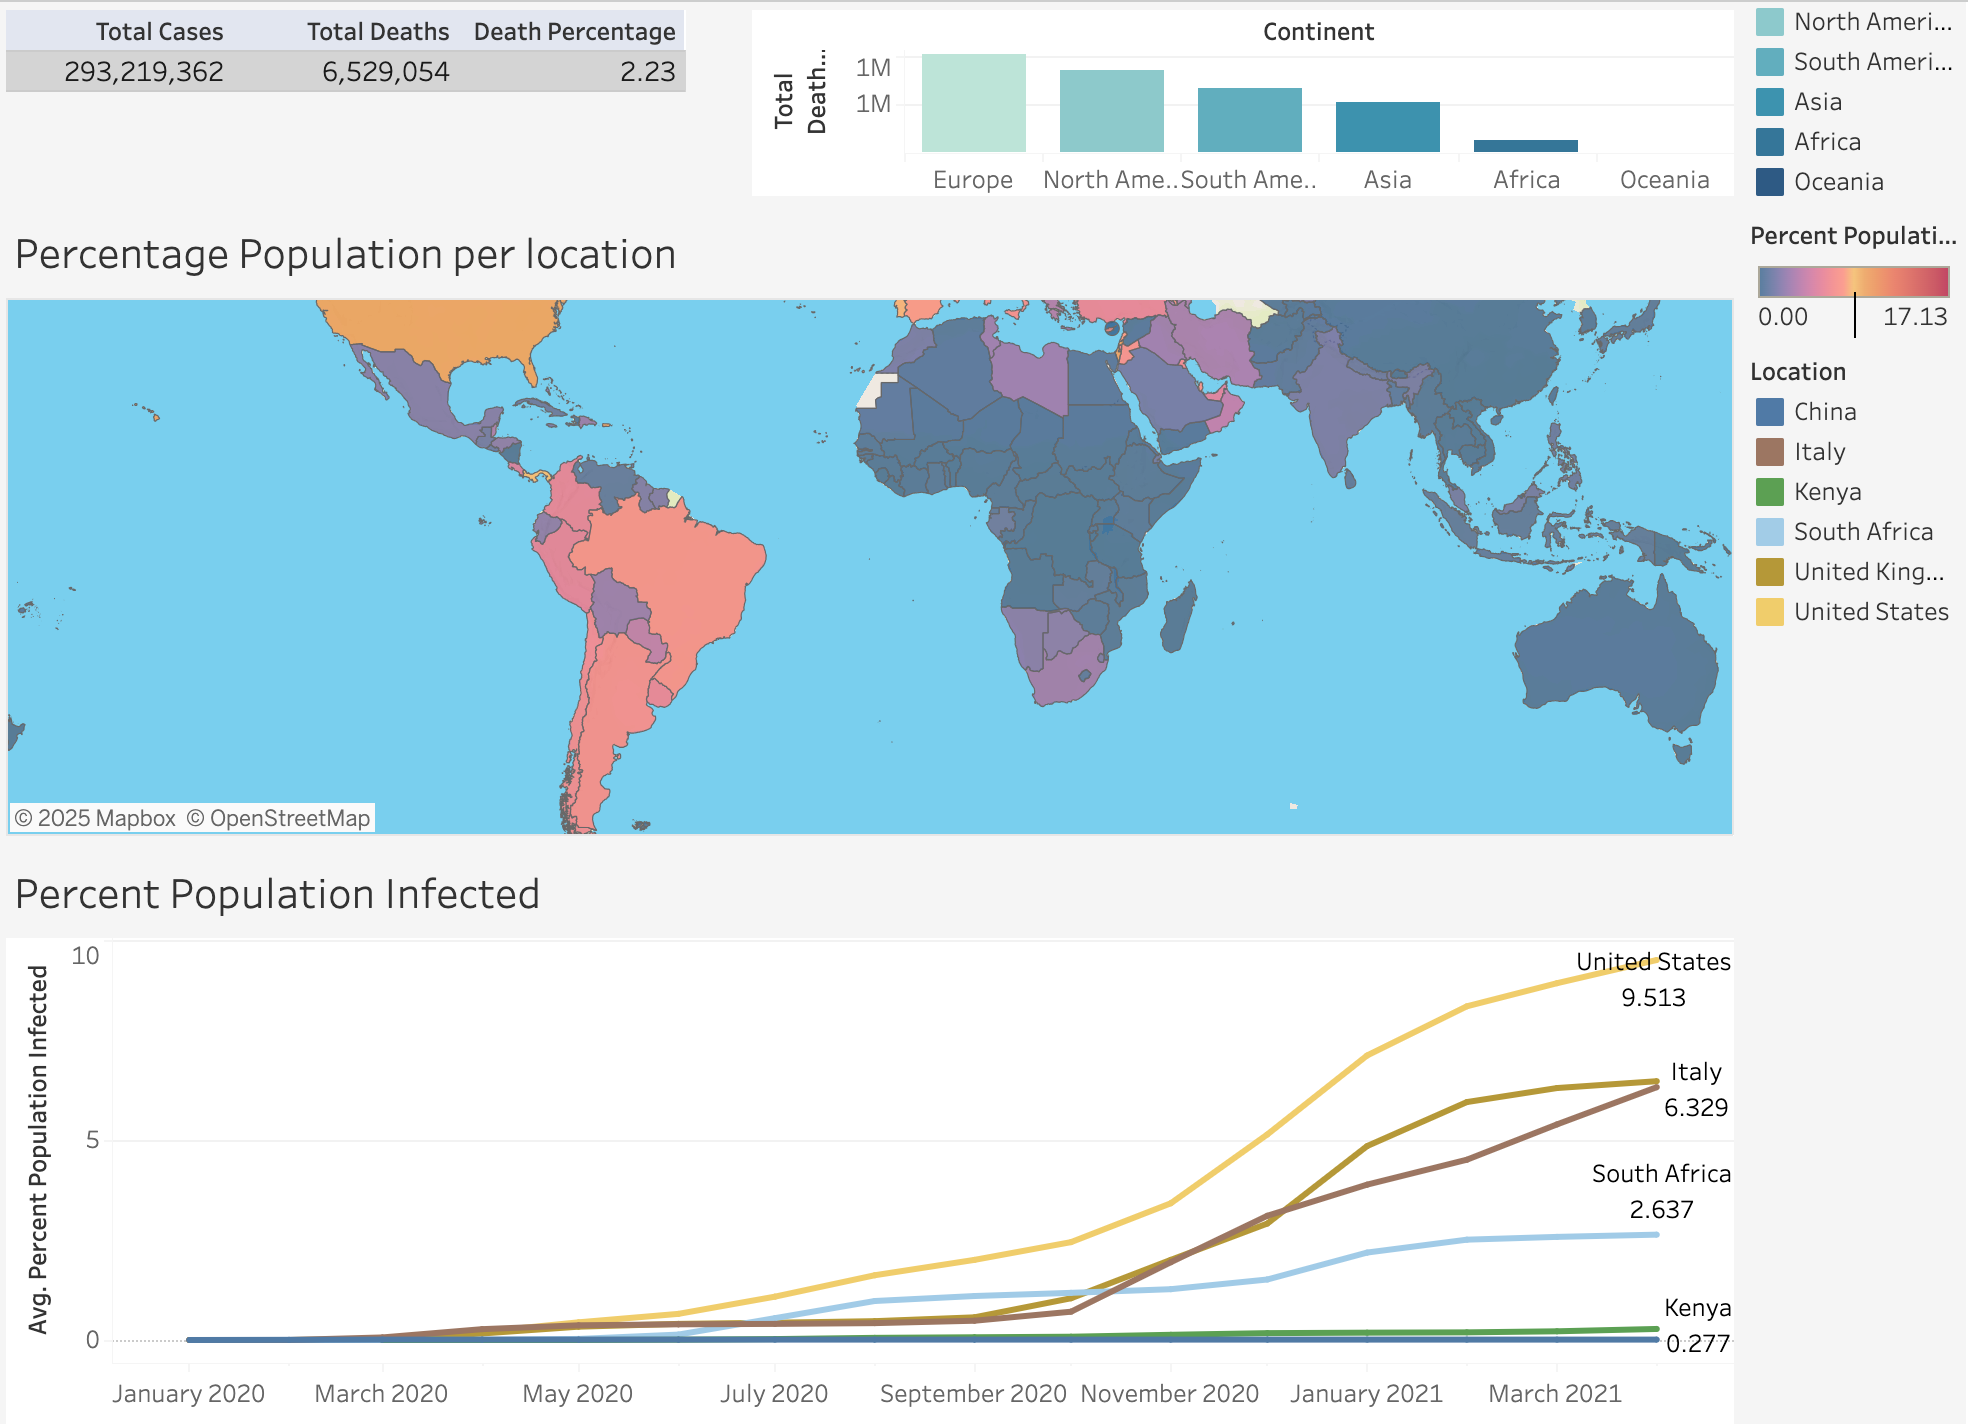 Total Cases Total Deaths Death Percentage
293,219,362 6,529,054 2.23
Continent
Total
Death...
1M
1M
Europe North Ame.. South Ame.. Asia Africa Oceania
North Ameri...
South Ameri...
Asia
Africa
Oceania
Percent Populati...
0.00 17.13
Location
China
Italy
Kenya
South Africa
United King...
United States
Percentage Population per location
© 2025 Mapbox © OpenStreetMap
Percent Population Infected
Avg. Percent Population Infected
10
5
0
United States
9.513
Italy
6.329
South Africa
2.637
Kenya
0.277
January 2020 March 2020 May 2020 July 2020 September 2020 November 2020 January 2021 March 2021